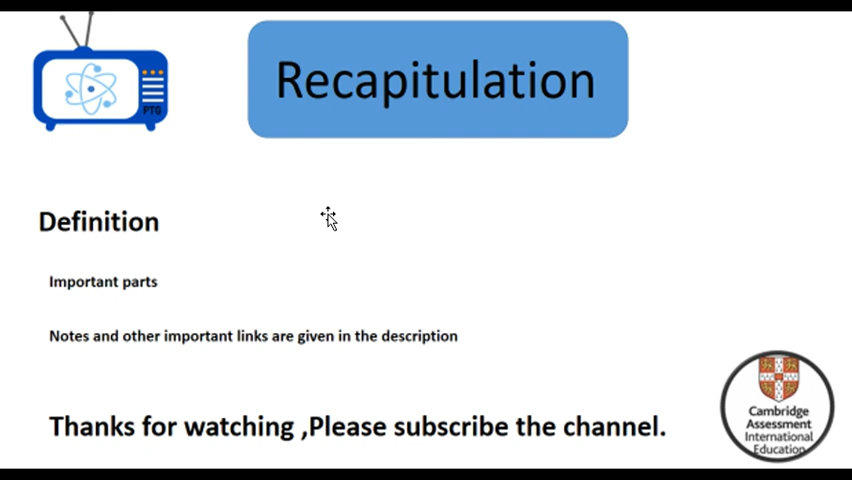 PTG
Recapitulation
Definition
Important parts
Notes and other important links are given in the description
Thanks for watching ,Please subscribe the channel.
Cambridge
Assessment
International
Education